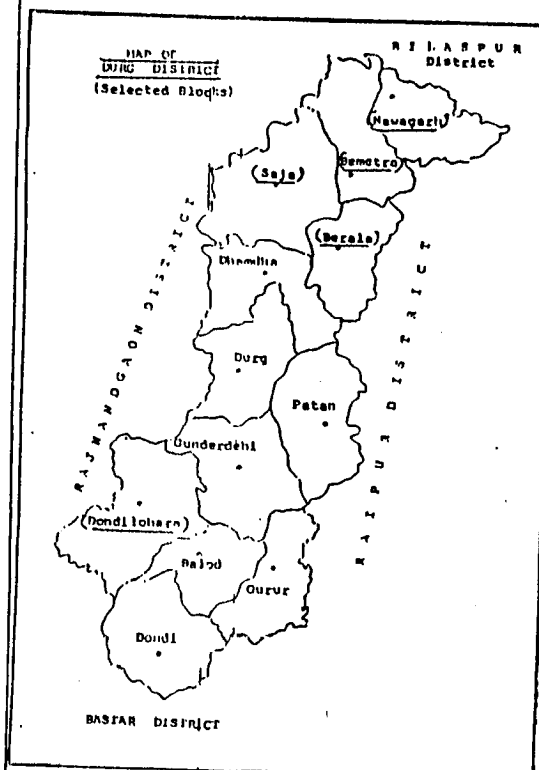 MAP OF
DURG DISTRICT
(Selected Blocks)
BILASPUR
District
(Nawagarh)
(Bemetra)
(Saja)
(Berala)
Dhamdha
Durg
Patan
Gunderdehi
(Dondilohara)
Balod
Gurur
Dondi
RAJNANDGAON DISTRICT
RAIPUR DISTRICT
BASTAR DISTRICT